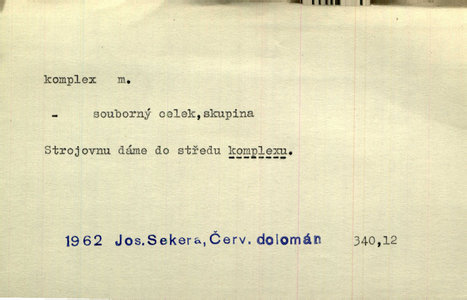 komplex m.
- souborný celek,skupina
Strojovnu dáme do středu komplexu.
1962 Jos.Sekera,Červ. dolomán 340,12